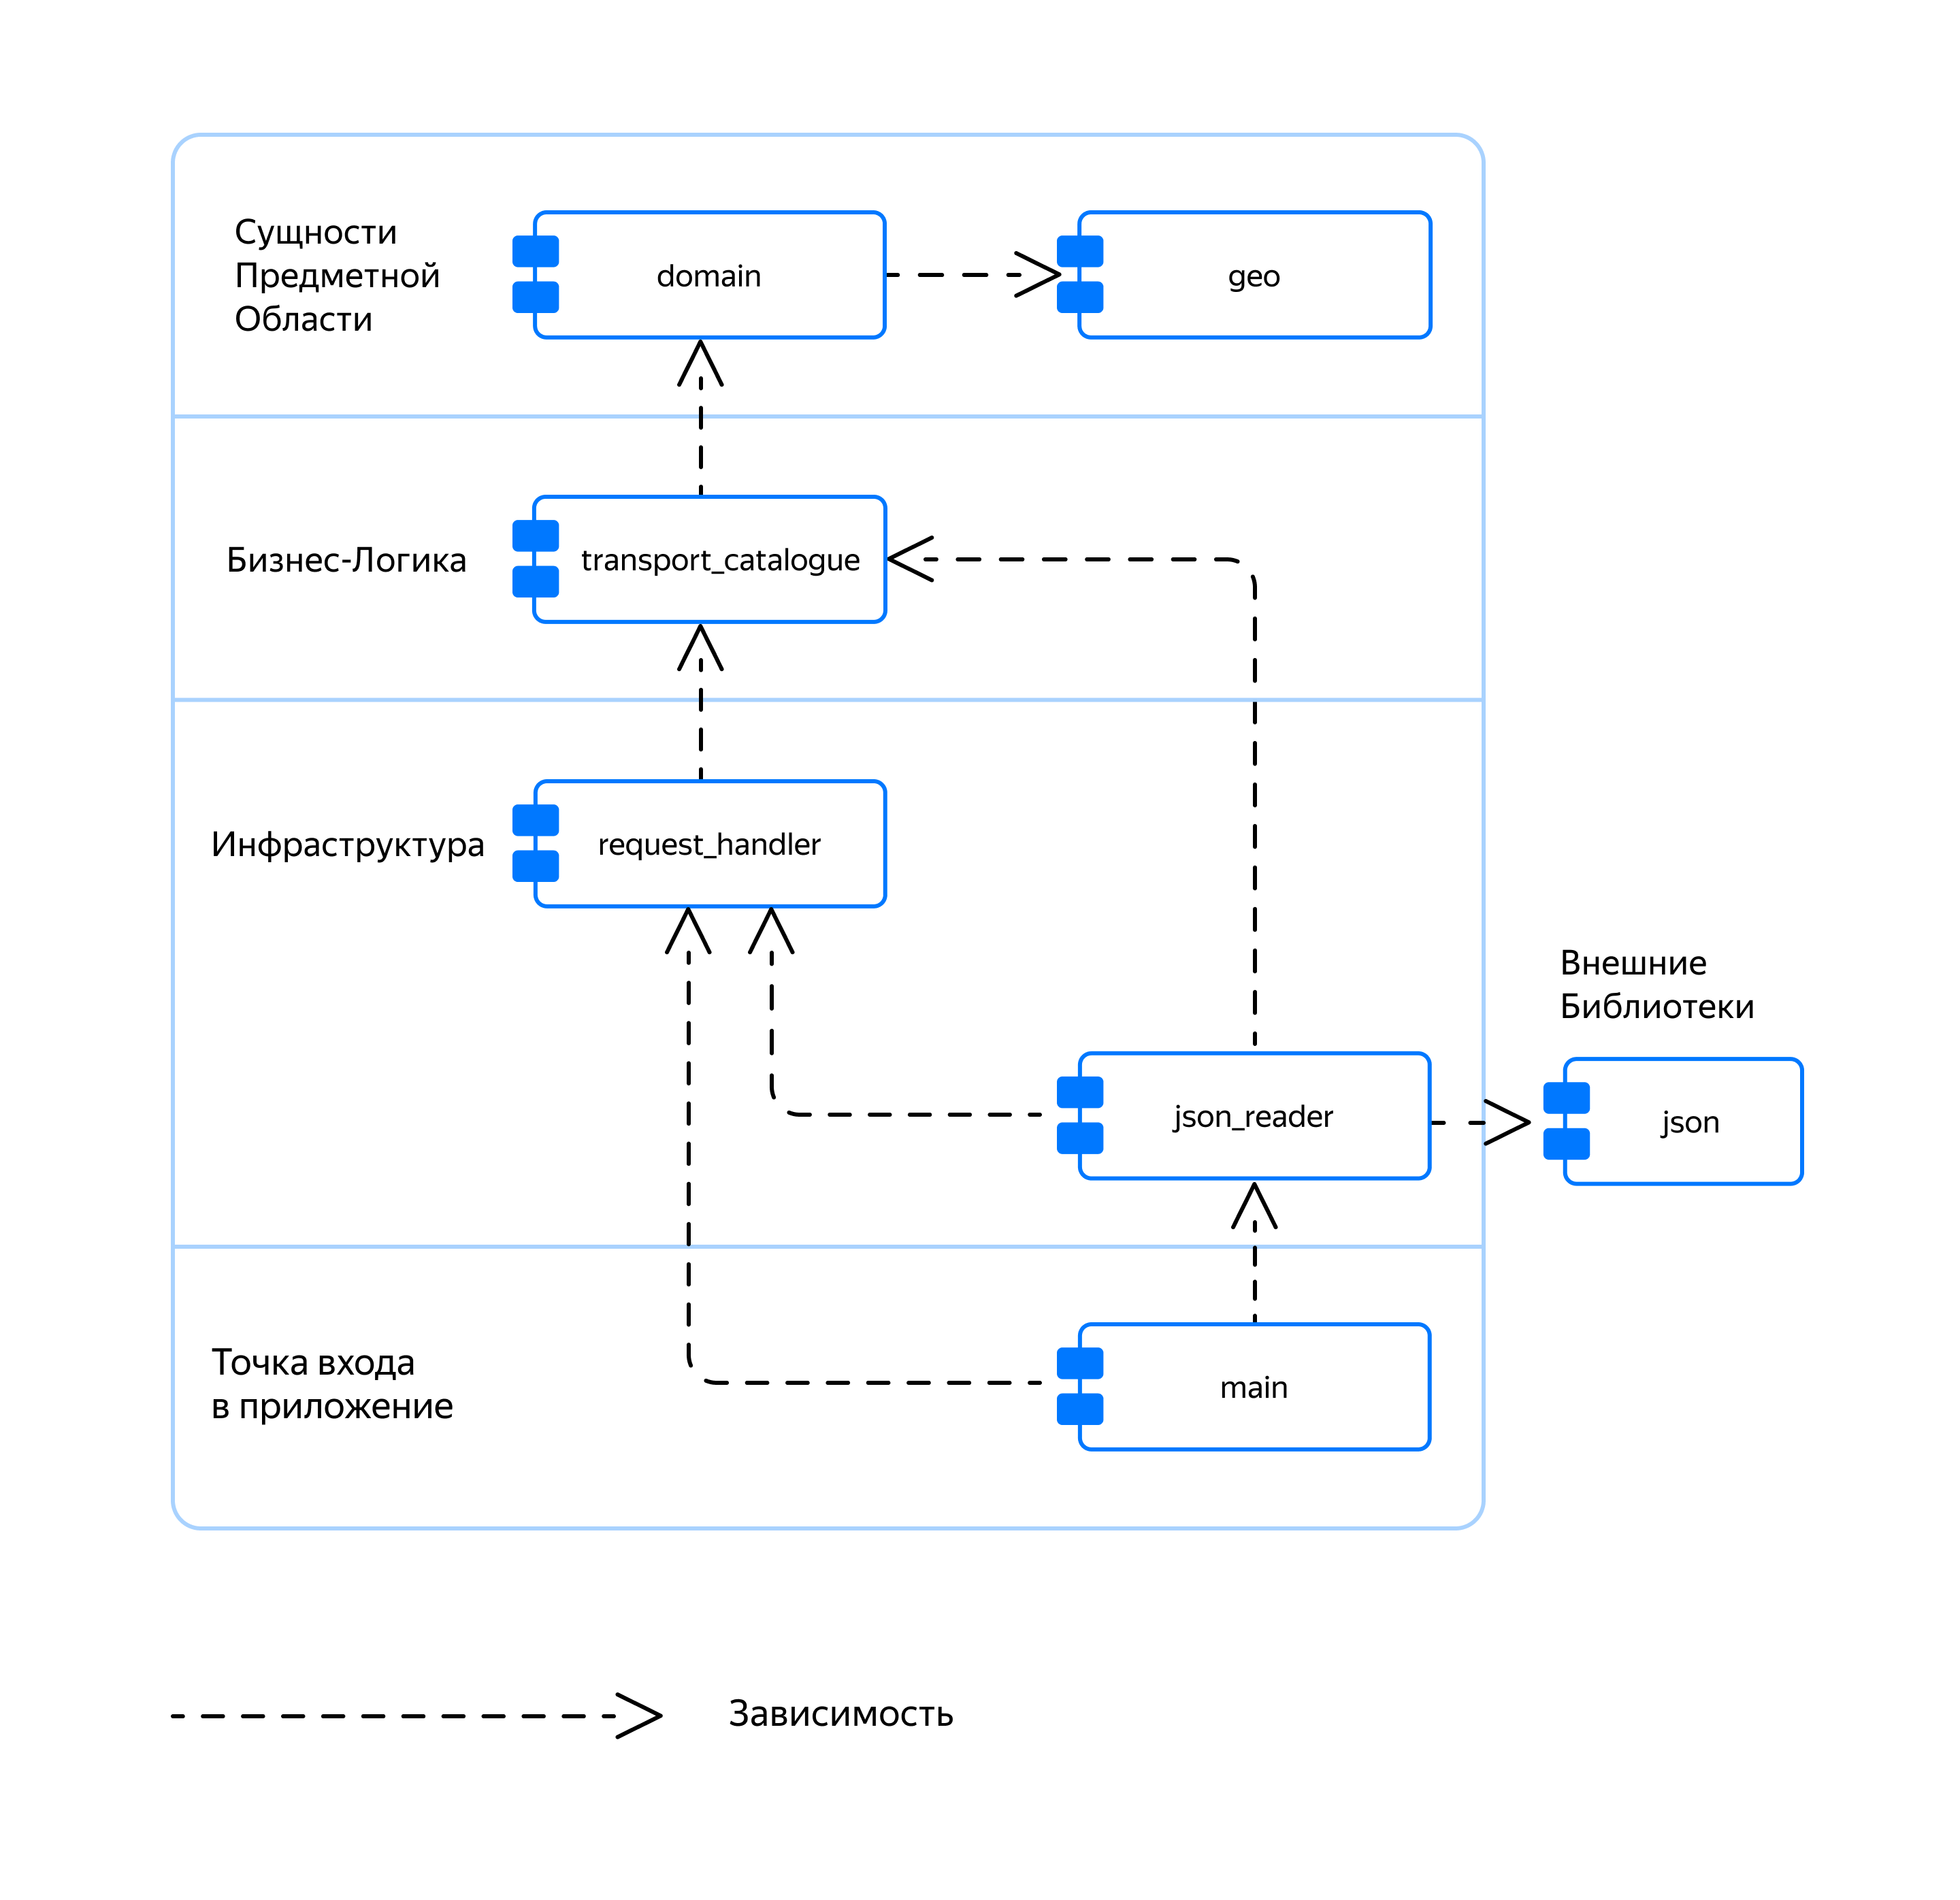 Сущности
Предметной
Области
domain
geo
Бизнес-Логика
transport_catalogue
Инфраструктура
request_handler
Внешние
Библиотеки
json_reader
json
Точка входа
в приложение
main
Зависимость